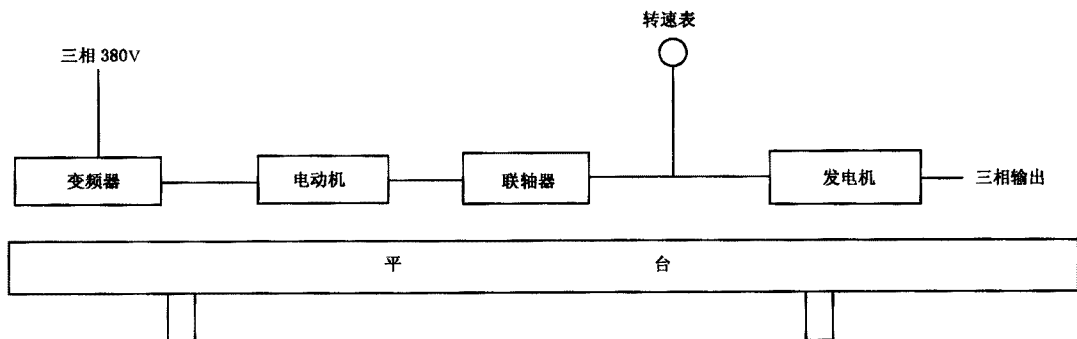 转速表
三相 380V
变频器
电动机
联轴器
发电机
三相输出
平 台